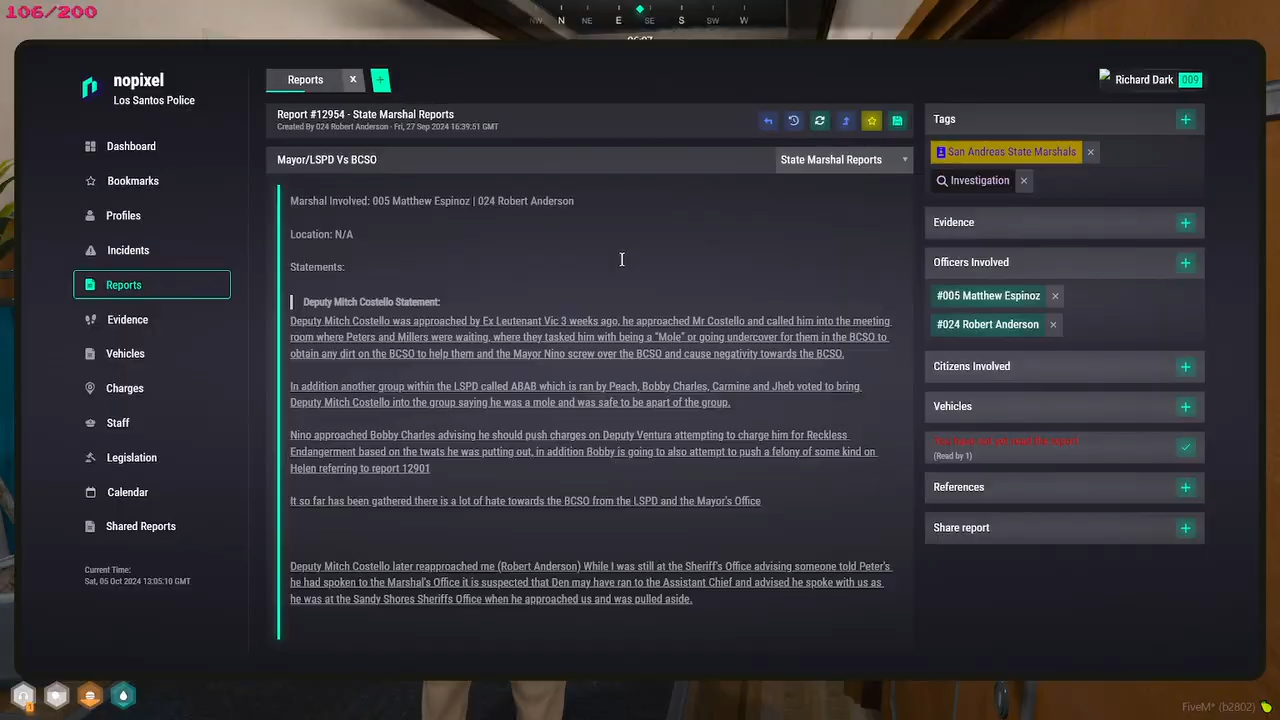 106/200
NW N NE E SE S SW W
nopixel
Los Santos Police
Dashboard
Bookmarks
Profiles
Incidents
Reports
Evidence
Vehicles
Charges
Staff
Legislation
Calendar
Shared Reports
Current Time:
Sat, 05 Oct 2024 13:05:10 GMT
Reports x +
Report #12954 - State Marshal Reports
Created By 024 Robert Anderson - Fri, 27 Sep 2024 16:39:51 GMT
Mayor/LSPD Vs BCSO
State Marshal Reports
Marshal Involved: 005 Matthew Espinoz | 024 Robert Anderson
Location: N/A
Statements:
Deputy Mitch Costello Statement:
Deputy Mitch Costello was approached by Ex Leutenant Vic 3 weeks ago, he approached Mr Costello and called him into the meeting
room where Peters and Millers were waiting, where they tasked him with being a "Mole" or going undercover for them in the BCSO to
obtain any dirt on the BCSO to help them and the Mayor Nino screw over the BCSO and cause negativity towards the BCSO.
In addition another group within the LSPD called ABAB which is ran by Peach, Bobby Charles, Carmine and Jheb voted to bring
Deputy Mitch Costello into the group saying he was a mole and was safe to be apart of the group.
Nino approached Bobby Charles advising he should push charges on Deputy Ventura attempting to charge him for Reckless
Endangerment based on the twats he was putting out, in addition Bobby is going to also attempt to push a felony of some kind on
Helen referring to report 12901
It so far has been gathered there is a lot of hate towards the BCSO from the LSPD and the Mayor's Office
Deputy Mitch Costello later reapproached me (Robert Anderson) While I was still at the Sheriff's Office advising someone told Peter's
he had spoken to the Marshal's Office it is suspected that Den may have ran to the Assistant Chief and advised he spoke with us as
he was at the Sandy Shores Sheriffs Office when he approached us and was pulled aside.
Richard Dark 009
Tags
San Andreas State Marshals
Investigation
Evidence
Officers Involved
#005 Matthew Espinoz
#024 Robert Anderson
Citizens Involved
Vehicles
You have not yet read the report!
(Read by 1)
References
Share report
FiveM* (b2802)